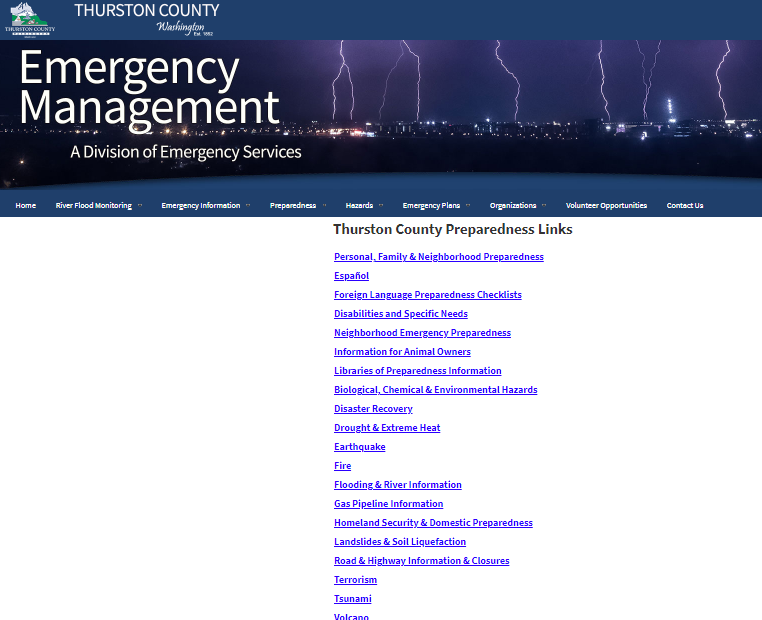 THURSTON COUNTY
THURSTON COUNTY
Washington
Est. 1852
Emergency
Management
A Division of Emergency Services
Home River Flood Monitoring Emergency Information Preparedness Hazards Emergency Plans Organizations Volunteer Opportunities Contact Us
Thurston County Preparedness Links
Personal, Family & Neighborhood Preparedness
Español
Foreign Language Preparedness Checklists
Disabilities and Specific Needs
Neighborhood Emergency Preparedness
Information for Animal Owners
Libraries of Preparedness Information
Biological, Chemical & Environmental Hazards
Disaster Recovery
Drought & Extreme Heat
Earthquake
Fire
Flooding & River Information
Gas Pipeline Information
Homeland Security & Domestic Preparedness
Landslides & Soil Liquefaction
Road & Highway Information & Closures
Terrorism
Tsunami
Volcano